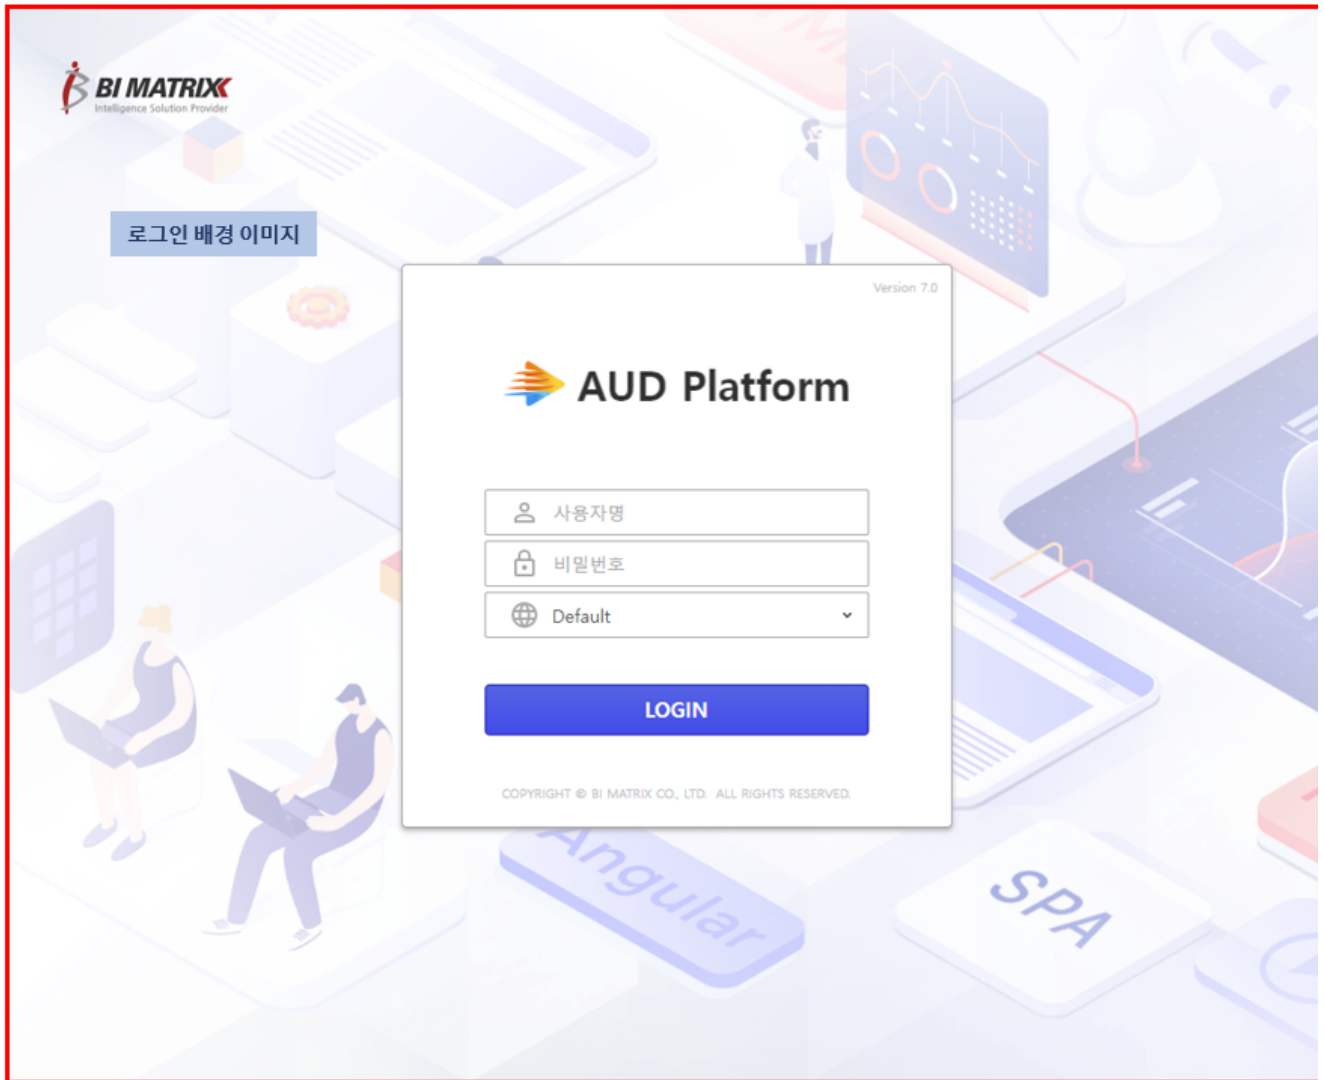 BI MATRIX
Intelligence Solution Provider
로그인 배경 이미지
Version 7.0
AUD Platform
사용자명
비밀번호
Default
LOGIN
COPYRIGHT © BI MATRIX CO., LTD. ALL RIGHTS RESERVED.
Angular
SPA